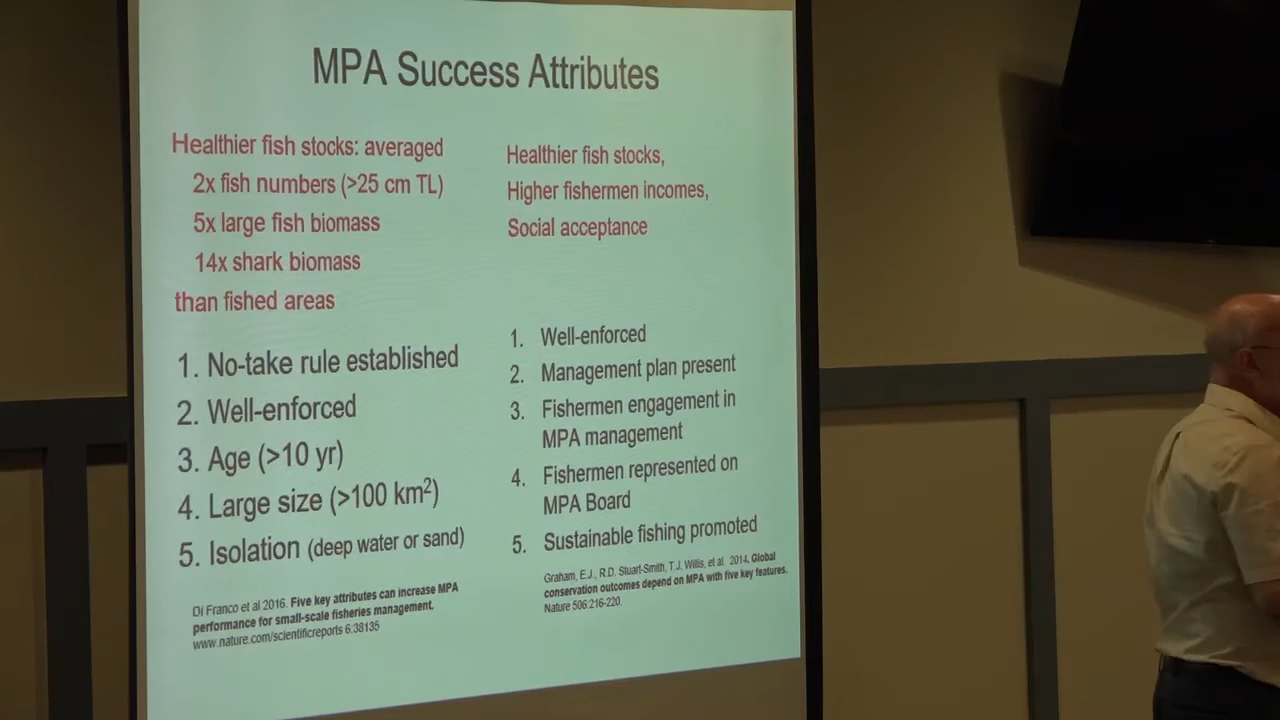 MPA Success Attributes
Healthier fish stocks: averaged
2x fish numbers (>25 cm TL)
5x large fish biomass
14x shark biomass
than fished areas
1. No-take rule established
2. Well-enforced
3. Age (>10 yr)
4. Large size (>100 km²)
5. Isolation (deep water or sand)
Di Franco et al 2016. Five key attributes can increase MPA
performance for small-scale fisheries management.
www.nature.com/scientificreports 6:38135
Healthier fish stocks,
Higher fishermen incomes,
Social acceptance
1. Well-enforced
2. Management plan present
3. Fishermen engagement in
MPA management
4. Fishermen represented on
MPA Board
5. Sustainable fishing promoted
Graham, E.J., R.D. Stuart-Smith, T.J. Willis, et al. 2014. Global
conservation outcomes depend on MPA with five key features.
Nature 506:216-220.